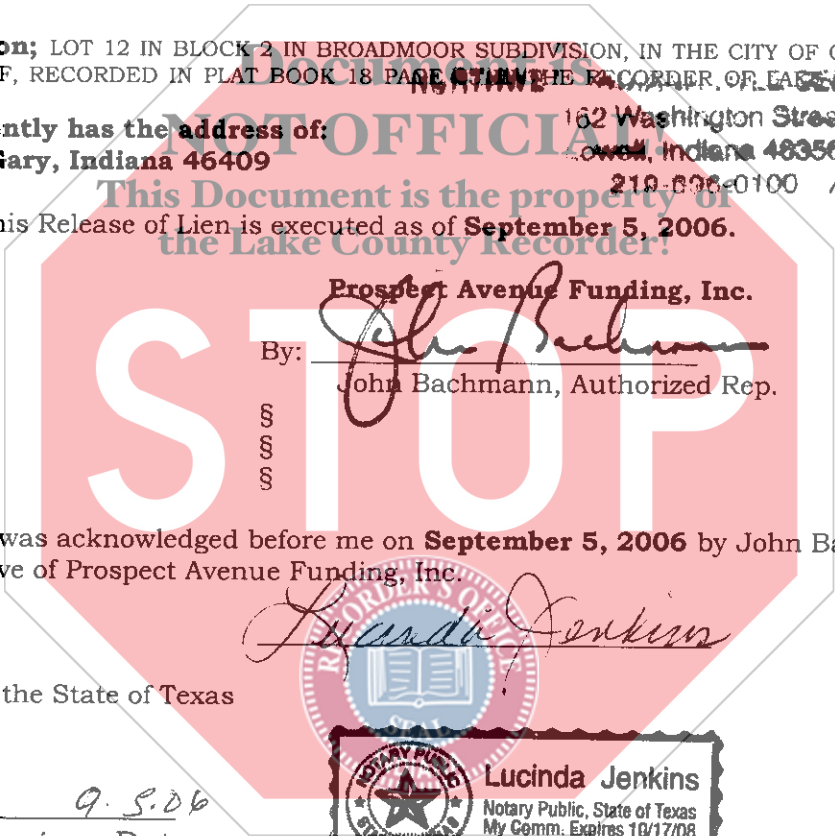 on; LOT 12 IN BLOCK 2 IN BROADMOOR SUBDIVISION, IN THE CITY OF
F, RECORDED IN PLAT BOOK 18 PAGE THE RECORDER OF LAKE
Document is
162 Washington Street
ntly has the address of:
NOT OFFICIAL!
Lowell, Indiana 46356
Gary, Indiana 46409
219-696-0100
This Document is the property of
his Release of Lien is executed as of September 5, 2006.
the Lake County Recorder!
Prospect Avenue Funding, Inc.
STOP
By: John Bachmann
John Bachmann, Authorized Rep.
§
§
§
was acknowledged before me on September 5, 2006 by John Ba
ve of Prospect Avenue Funding, Inc.
Lucinda Jenkins
RECORDER'S OFFICE
SEAL
the State of Texas
NOTARY PUBLIC
Lucinda Jenkins
9.5.06
Notary Public, State of Texas
My Comm. Expires 10/17/08